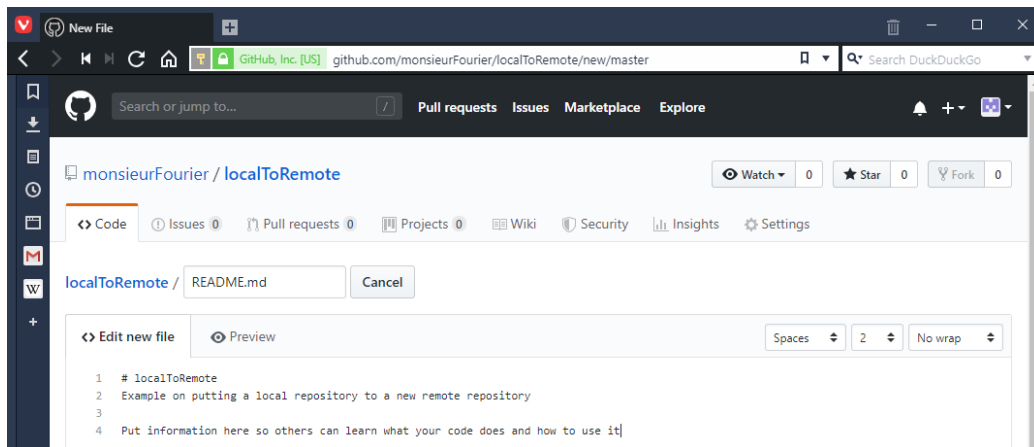 New File
GitHub, Inc. [US] github.com/monsieurFourier/localToRemote/new/master Search DuckDuckGo
Search or jump to... / Pull requests Issues Marketplace Explore
monsieurFourier / localToRemote Watch 0 Star 0 Fork 0
Code Issues 0 Pull requests 0 Projects 0 Wiki Security Insights Settings
localToRemote / README.md Cancel
Edit new file Preview Spaces 2 No wrap
1 # localToRemote
2 Example on putting a local repository to a new remote repository
3
4 Put information here so others can learn what your code does and how to use it
W